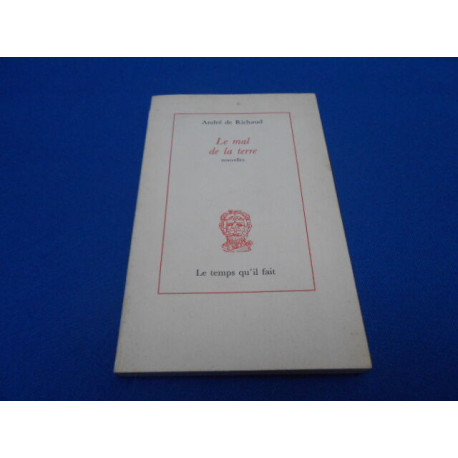 André de Richaud
Le mal
de la terre
nouvelles
Le temps qu'il fait